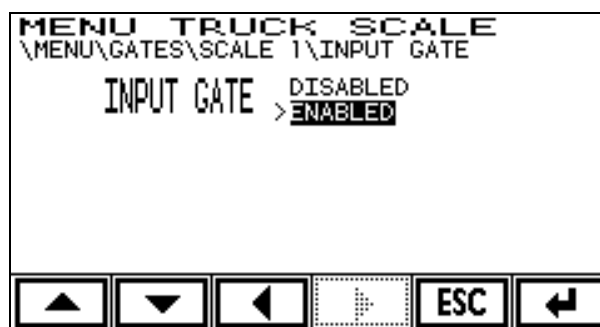 MENU TRUCK SCALE
\MENU\GATES\SCALE 1\INPUT GATE
INPUT GATE DISABLED
>ENABLED
ESC